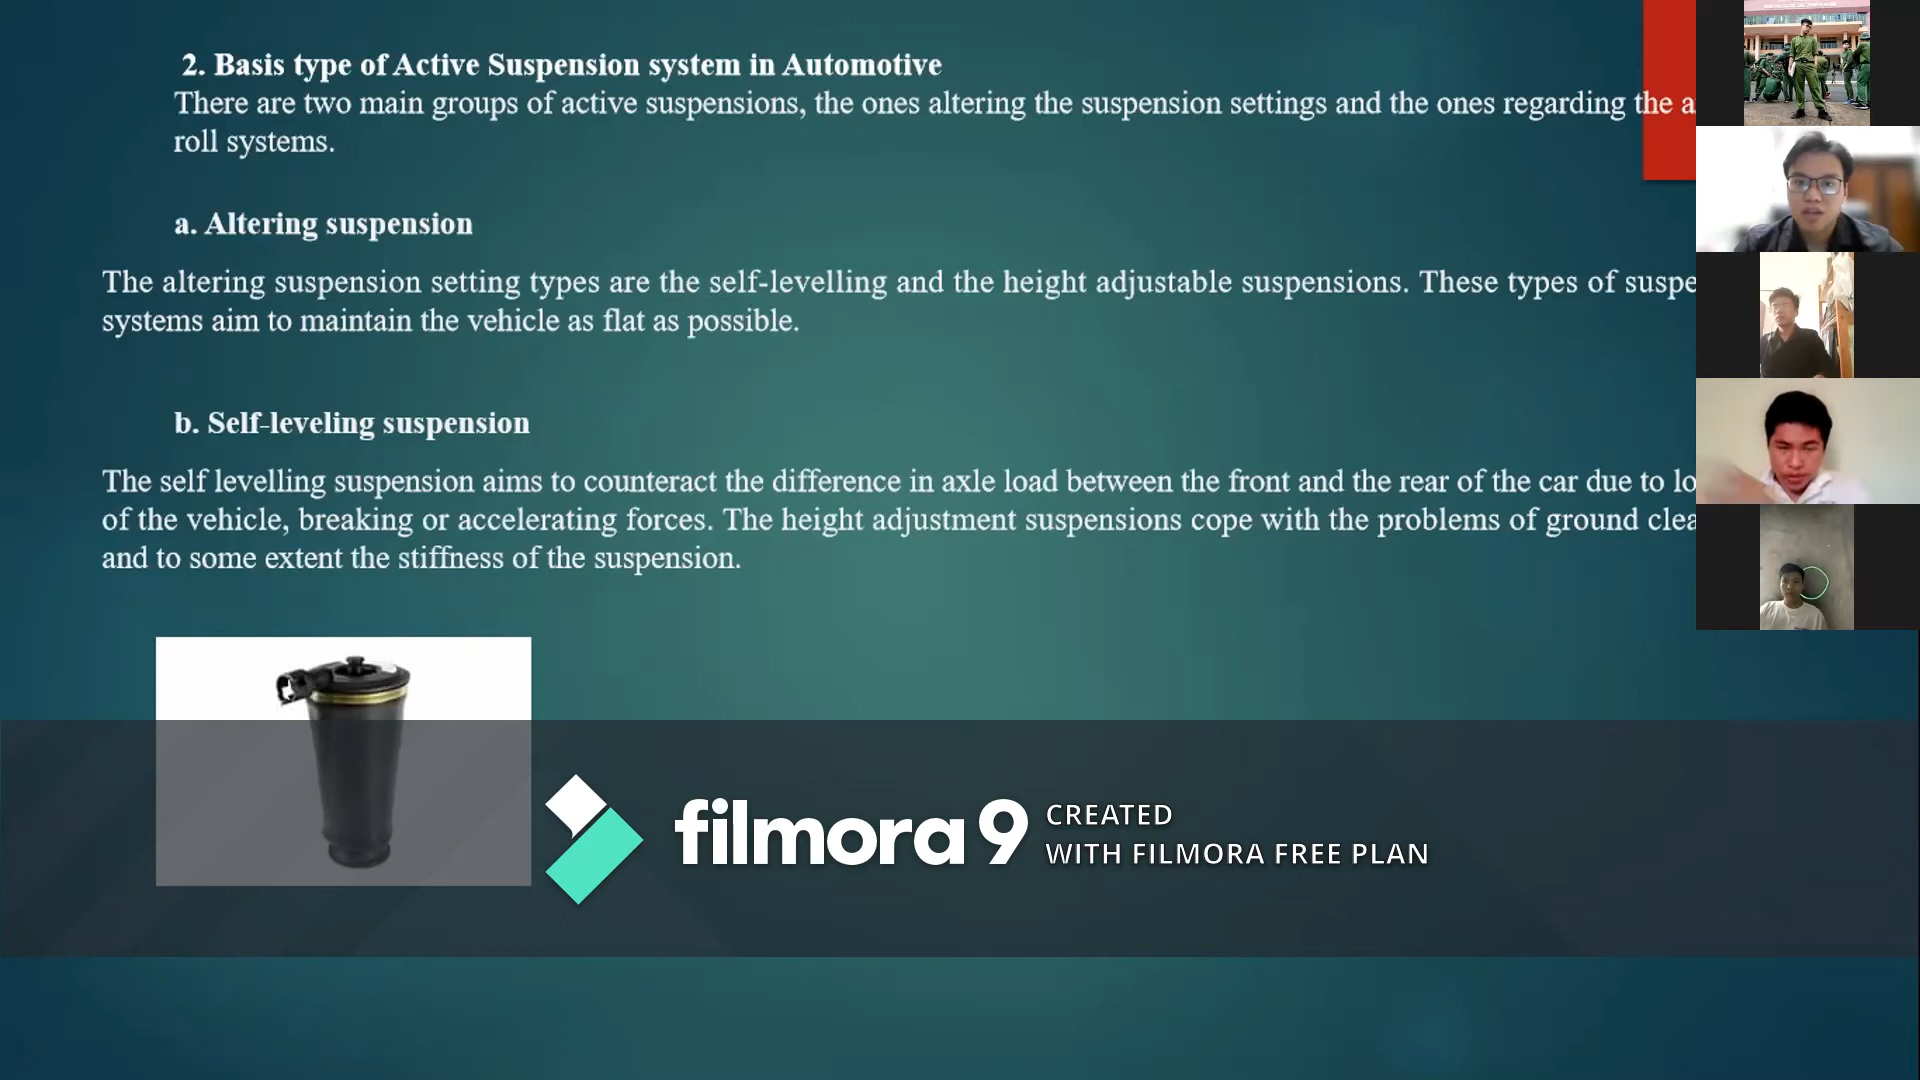 2. Basis type of Active Suspension system in Automotive
There are two main groups of active suspensions, the ones altering the suspension settings and the ones regarding the a
roll systems.
a. Altering suspension
The altering suspension setting types are the self-levelling and the height adjustable suspensions. These types of suspe
systems aim to maintain the vehicle as flat as possible.
b. Self-leveling suspension
The self levelling suspension aims to counteract the difference in axle load between the front and the rear of the car due to lo
of the vehicle, breaking or accelerating forces. The height adjustment suspensions cope with the problems of ground clea
and to some extent the stiffness of the suspension.
filmora9
CREATED
WITH FILMORA FREE PLAN